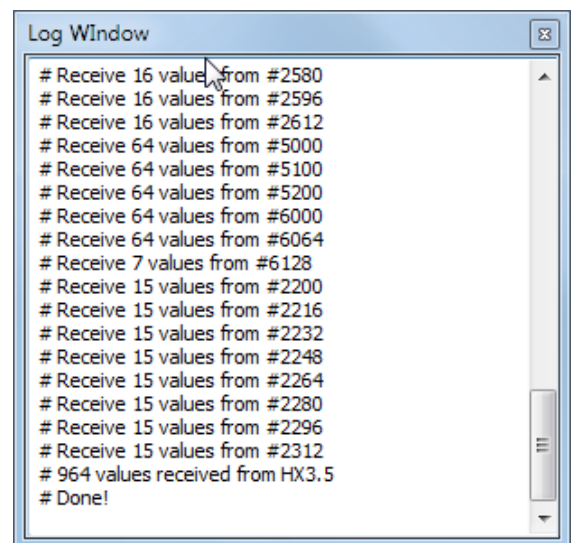 Log WIndow
# Receive 16 values from #2580
# Receive 16 values from #2596
# Receive 16 values from #2612
# Receive 64 values from #5000
# Receive 64 values from #5100
# Receive 64 values from #5200
# Receive 64 values from #6000
# Receive 64 values from #6064
# Receive 7 values from #6128
# Receive 15 values from #2200
# Receive 15 values from #2216
# Receive 15 values from #2232
# Receive 15 values from #2248
# Receive 15 values from #2264
# Receive 15 values from #2280
# Receive 15 values from #2296
# Receive 15 values from #2312
# 964 values received from HX3.5
# Done!